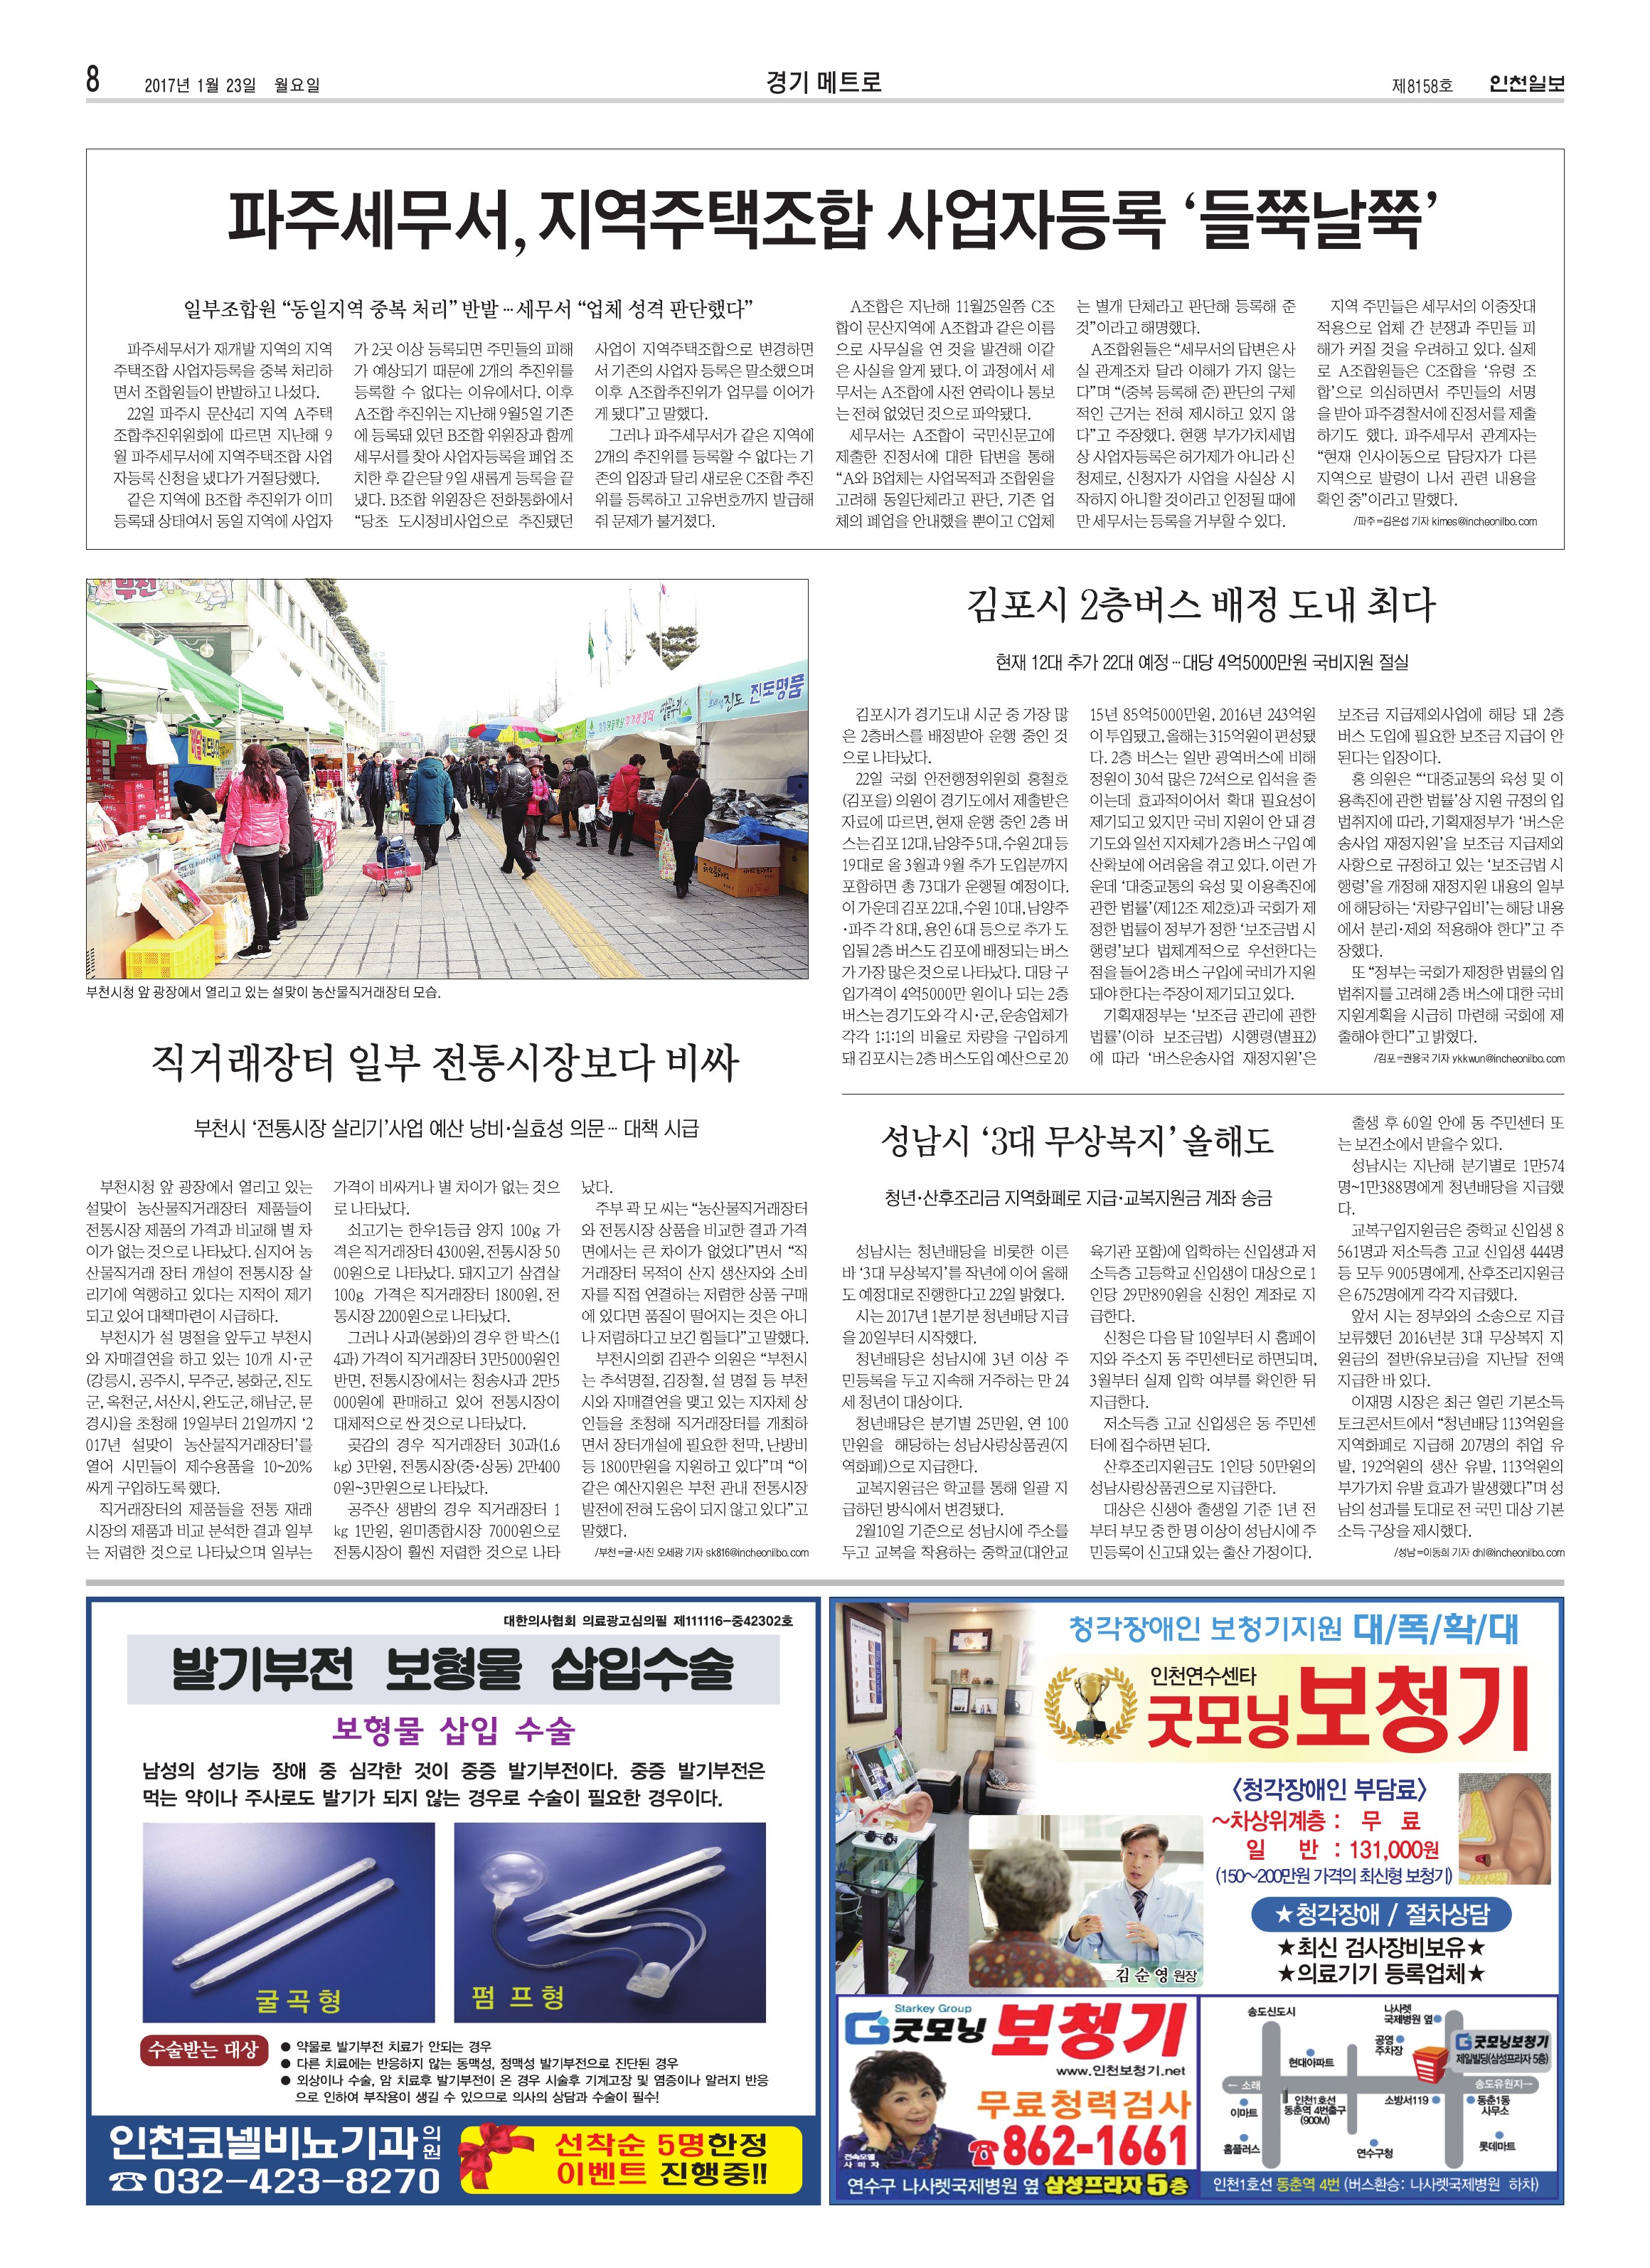 8
2017년 1월 23일 월요일
경기 메트로
제8158호
인천일보
파주세무서, 지역주택조합 사업자등록 ‘들쭉날쭉’
일부조합원 “동일지역 중복 처리” 반발…세무서 “업체 성격 판단했다”
파주세무서가 재개발 지역의 지역
주택조합 사업자등록을 중복 처리하
면서 조합원들이 반발하고 나섰다.
22일 파주시 문산4리 지역 A주택
조합추진위원회에 따르면 지난해 9
월 파주세무서에 지역주택조합 사업
자등록 신청을 냈다가 거절당했다.
같은 지역에 B조합 추진위가 이미
등록돼 상태여서 동일 지역에 사업자
가 2곳 이상 등록되면 주민들의 피해
가 예상되기 때문에 2개의 추진위를
등록할 수 없다는 이유에서다. 이후
A조합 추진위는 지난해 9월5일 기존
에 등록돼 있던 B조합 위원장과 함께
세무서를 찾아 사업자등록을 폐업 조
치한 후 같은달 9일 새롭게 등록을 끝
냈다. B조합 위원장은 전화통화에서
“당초 도시정비사업으로 추진됐던
사업이 지역주택조합으로 변경하면
서 기존의 사업자 등록은 말소했으며
이후 A조합추진위가 업무를 이어가
게 됐다”고 말했다.
그러나 파주세무서가 같은 지역에
2개의 추진위를 등록할 수 없다는 기
존의 입장과 달리 새로운 C조합 추진
위를 등록하고 고유번호까지 발급해
줘 문제가 불거졌다.
A조합은 지난해 11월25일쯤 C조
합이 문산지역에 A조합과 같은 이름
으로 사무실을 연 것을 발견해 이같
은 사실을 알게 됐다. 이 과정에서 세
무서는 A조합에 사전 연락이나 통보
는 전혀 없었던 것으로 파악됐다.
세무서는 A조합이 국민신문고에
제출한 진정서에 대한 답변을 통해
“A와 B업체는 사업목적과 조합원을
고려해 동일단체라고 판단, 기존 업
체의 폐업을 안내했을 뿐이고 C업체
는 별개 단체라고 판단해 등록해 준
것”이라고 해명했다.
A조합원들은 “세무서의 답변은 사
실 관계조차 달라 이해가 가지 않는
다”며 “(중복 등록해 준) 판단의 구체
적인 근거는 전혀 제시하고 있지 않
다”고 주장했다. 현행 부가가치세법
상 사업자등록은 허가제가 아니라 신
청제로, 신청자가 사업을 사실상 시
작하지 아니할 것이라고 인정될 때에
만 세무서는 등록을 거부할 수 있다.
지역 주민들은 세무서의 이중잣대
적용으로 업체 간 분쟁과 주민들 피
해가 커질 것을 우려하고 있다. 실제
로 A조합원들은 C조합을 ‘유령 조
합’으로 의심하면서 주민들의 서명
을 받아 파주경찰서에 진정서를 제출
하기도 했다. 파주세무서 관계자는
“현재 인사이동으로 담당자가 다른
지역으로 발령이 나서 관련 내용을
확인 중”이라고 말했다.
/파주=김은섭 기자 kimes@incheonilbo.com
진도 진도명품
부천시청 앞 광장에서 열리고 있는 설맞이 농산물직거래장터 모습.
직거래장터 일부 전통시장보다 비싸
부천시 ‘전통시장 살리기’사업 예산 낭비·실효성 의문… 대책 시급
부천시청 앞 광장에서 열리고 있는
설맞이 농산물직거래장터 제품들이
전통시장 제품의 가격과 비교해 별 차
이가 없는 것으로 나타났다. 심지어 농
산물직거래 장터 개설이 전통시장 살
리기에 역행하고 있다는 지적이 제기
되고 있어 대책마련이 시급하다.
부천시가 설 명절을 앞두고 부천시
와 자매결연을 하고 있는 10개 시·군
(강릉시, 공주시, 무주군, 봉화군, 진도
군, 옥천군, 서산시, 완도군, 해남군, 문
경시)을 초청해 19일부터 21일까지 ‘2
017년 설맞이 농산물직거래장터’를
열어 시민들이 제수용품을 10~20%
싸게 구입하도록 했다.
직거래장터의 제품들을 전통 재래
시장의 제품과 비교 분석한 결과 일부
는 저렴한 것으로 나타났으며 일부는
가격이 비싸거나 별 차이가 없는 것으
로 나타났다.
쇠고기는 한우1등급 양지 100g 가
격은 직거래장터 4300원, 전통시장 50
00원으로 나타났다. 돼지고기 삼겹살
100g 가격은 직거래장터 1800원, 전
통시장 2200원으로 나타났다.
그러나 사과(봉화)의 경우 한 박스(1
4과) 가격이 직거래장터 3만5000원인
반면, 전통시장에서는 청송사과 2만5
000원에 판매하고 있어 전통시장이
대체적으로 싼 것으로 나타났다.
곶감의 경우 직거래장터 30과(1.6
㎏) 3만원, 전통시장(중·상동) 2만400
0원~3만원으로 나타났다.
공주산 생밤의 경우 직거래장터 1
㎏ 1만원, 원미종합시장 7000원으로
전통시장이 훨씬 저렴한 것으로 나타
났다.
주부 곽 모 씨는 “농산물직거래장터
와 전통시장 상품을 비교한 결과 가격
면에서는 큰 차이가 없었다”면서 “직
거래장터 목적이 산지 생산자와 소비
자를 직접 연결하는 저렴한 상품 구매
에 있다면 품질이 떨어지는 것은 아니
나 저렴하다고 보긴 힘들다”고 말했다.
부천시의회 김관수 의원은 “부천시
는 추석명절, 김장철, 설 명절 등 부천
시와 자매결연을 맺고 있는 지자체 상
인들을 초청해 직거래장터를 개최하
면서 장터개설에 필요한 천막, 난방비
등 1800만원을 지원하고 있다”며 “이
같은 예산지원은 부천 관내 전통시장
발전에 전혀 도움이 되지 않고 있다”고
말했다.
/부천=글·사진 오세광 기자 sk816@incheonilbo.com
김포시 2층버스 배정 도내 최다
현재 12대 추가 22대 예정…대당 4억5000만원 국비지원 절실
김포시가 경기도내 시군 중 가장 많
은 2층버스를 배정받아 운행 중인 것
으로 나타났다.
22일 국회 안전행정위원회 홍철호
(김포을) 의원이 경기도에서 제출받은
자료에 따르면, 현재 운행 중인 2층 버
스는 김포 12대, 남양주 5대, 수원 2대 등
19대로 올 3월과 9월 추가 도입분까지
포함하면 총 73대가 운행될 예정이다.
이 가운데 김포 22대, 수원 10대, 남양주
·파주 각 8대, 용인 6대 등으로 추가 도
입될 2층 버스도 김포에 배정되는 버스
가 가장 많은 것으로 나타났다. 대당 구
입가격이 4억5000만 원이나 되는 2층
버스는 경기도와 각 시·군, 운송업체가
각각 1:1:1의 비율로 차량을 구입하게
돼 김포시는 2층 버스도입 예산으로 20
15년 85억5000만원, 2016년 243억원
이 투입됐고, 올해는 315억원이 편성됐
다. 2층 버스는 일반 광역버스에 비해
정원이 30석 많은 72석으로 입석을 줄
이는데 효과적이어서 확대 필요성이
제기되고 있지만 국비 지원이 안 돼 경
기도와 일선 지자체가 2층 버스 구입 예
산확보에 어려움을 겪고 있다. 이런 가
운데 ‘대중교통의 육성 및 이용촉진에
관한 법률’(제12조 제2호)과 국회가 제
정한 법률이 정부가 정한 ‘보조금법 시
행령’보다 법체계적으로 우선한다는
점을 들어 2층 버스 구입에 국비가 지원
돼야 한다는 주장이 제기되고 있다.
기획재정부는 ‘보조금 관리에 관한
법률’(이하 보조금법) 시행령(별표2)
에 따라 ‘버스운송사업 재정지원’은
보조금 지급제외사업에 해당 돼 2층
버스 도입에 필요한 보조금 지급이 안
된다는 입장이다.
홍 의원은 “‘대중교통의 육성 및 이
용촉진에 관한 법률’상 지원 규정의 입
법취지에 따라, 기획재정부가 ‘버스운
송사업 재정지원’을 보조금 지급제외
사항으로 규정하고 있는 ‘보조금법 시
행령’을 개정해 재정지원 내용의 일부
에 해당하는 ‘차량구입비’는 해당 내용
에서 분리·제외 적용해야 한다”고 주
장했다.
또 “정부는 국회가 제정한 법률의 입
법취지를 고려해 2층 버스에 대한 국비
지원계획을 시급히 마련해 국회에 제
출해야 한다”고 밝혔다.
/김포=권용국 기자 ykkwun@incheonilbo.com
성남시 ‘3대 무상복지’ 올해도
청년·산후조리금 지역화폐로 지급·교복지원금 계좌 송금
성남시는 청년배당을 비롯한 이른
바 ‘3대 무상복지’를 작년에 이어 올해
도 예정대로 진행한다고 22일 밝혔다.
시는 2017년 1분기분 청년배당 지급
을 20일부터 시작했다.
청년배당은 성남시에 3년 이상 주
민등록을 두고 지속해 거주하는 만 24
세 청년이 대상이다.
청년배당은 분기별 25만원, 연 100
만원을 해당하는 성남사랑상품권(지
역화폐)으로 지급한다.
교복지원금은 학교를 통해 일괄 지
급하던 방식에서 변경됐다.
2월10일 기준으로 성남시에 주소를
두고 교복을 착용하는 중학교(대안교
육기관 포함)에 입학하는 신입생과 저
소득층 고등학교 신입생이 대상으로 1
인당 29만890원을 신청인 계좌로 지
급한다.
신청은 다음 달 10일부터 시 홈페이
지와 주소지 동 주민센터로 하면되며,
3월부터 실제 입학 여부를 확인한 뒤
지급한다.
저소득층 고교 신입생은 동 주민센
터에 접수하면 된다.
산후조리지원금도 1인당 50만원의
성남사랑상품권으로 지급한다.
대상은 신생아 출생일 기준 1년 전
부터 부모 중 한 명 이상이 성남시에 주
민등록이 신고돼 있는 출산 가정이다.
출생 후 60일 안에 동 주민센터 또
는 보건소에서 받을수 있다.
성남시는 지난해 분기별로 1만574
명~1만388명에게 청년배당을 지급했
다.
교복구입지원금은 중학교 신입생 8
561명과 저소득층 고교 신입생 444명
등 모두 9005명에게, 산후조리지원금
은 6752명에게 각각 지급했다.
앞서 시는 정부와의 소송으로 지급
보류했던 2016년분 3대 무상복지 지
원금의 절반(유보금)을 지난달 전액
지급한 바 있다.
이재명 시장은 최근 열린 기본소득
토크콘서트에서 “청년배당 113억원을
지역화폐로 지급해 207명의 취업 유
발, 192억원의 생산 유발, 113억원의
부가가치 유발 효과가 발생했다”며 성
남의 성과를 토대로 전 국민 대상 기본
소득 구상을 제시했다.
/성남=이동희 기자 dhl@incheonilbo.com
대한의사협회 의료광고심의필 제111116-중42302호
발기부전 보형물 삽입수술
보형물 삽입 수술
남성의 성기능 장애 중 심각한 것이 중증 발기부전이다. 중증 발기부전은
먹는 약이나 주사로도 발기가 되지 않는 경우로 수술이 필요한 경우이다.
굴곡형
펌프형
수술받는 대상
● 약물로 발기부전 치료가 안되는 경우
● 다른 치료에는 반응하지 않는 동맥성, 정맥성 발기부전으로 진단된 경우
● 외상이나 수술, 암 치료후 발기부전이 온 경우 시술후 기계고장 및 염증이나 알러지 반응
으로 인하여 부작용이 생길 수 있으므로 의사의 상담과 수술이 필수!
인천코넬비뇨기과의원
☎032-423-8270
선착순 5명한정
이벤트 진행중!!
청각장애인 보청기지원 대/폭/확/대
인천연수센타
굿모닝보청기
〈청각장애인 부담료〉
~차상위계층 : 무 료
일 반 : 131,000원
(150~200만원 가격의 최신형 보청기)
★청각장애 / 절차상담
★최신 검사장비보유★
★의료기기 등록업체★
김순영 원장
Starkey Group
굿모닝 보청기
www.인천보청기.net
무료청력검사
☎862-1661
전속모델
사미자
연수구 나사렛국제병원 옆 삼성프라자 5층
송도신도시
나사렛
국제병원 옆
공영
주차장
굿모닝보청기
제일빌딩(삼성프라자 5층)
현대아파트
← 소래
송도유원지→
이마트
인천1호선
동춘역 4번출구
(900M)
소방서119
동춘1동
사무소
홈플러스
연수구청
롯데마트
인천1호선 동춘역 4번 (버스환승: 나사렛국제병원 하차)